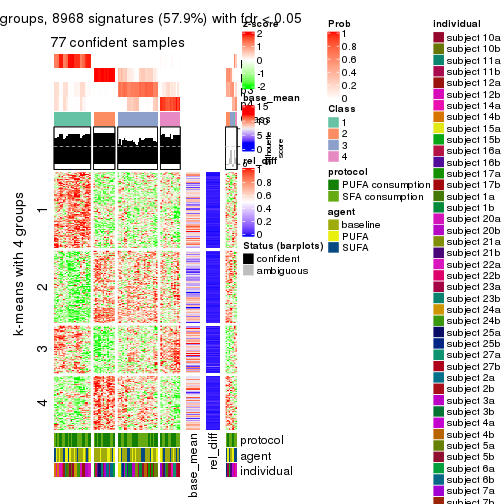 groups, 8968 signatures (57.9%) with fdr < 0.05
77 confident samples
k-means with 4 groups
1
2
3
4
protocol
agent
individual
base_mean
rel_diff
z-score
2
1
0
-1
-2
base_mean
15
10
5
0
silhouette
score
rel_diff
1
0.8
0.6
0.4
0.2
0
Status (barplots)
confident
ambiguous
Prob
1
0.8
0.6
0.4
0.2
0
Class
1
2
3
4
protocol
PUFA consumption
SFA consumption
agent
baseline
PUFA
SUFA
individual
subject 10a
subject 10b
subject 11a
subject 11b
subject 12a
subject 12b
subject 14a
subject 14b
subject 15a
subject 15b
subject 16a
subject 16b
subject 17a
subject 17b
subject 1a
subject 1b
subject 20a
subject 20b
subject 21a
subject 21b
subject 22a
subject 22b
subject 23a
subject 23b
subject 24a
subject 24b
subject 25a
subject 25b
subject 27a
subject 27b
subject 2a
subject 2b
subject 3a
subject 3b
subject 4a
subject 4b
subject 5a
subject 5b
subject 6a
subject 6b
subject 7a
subject 7b